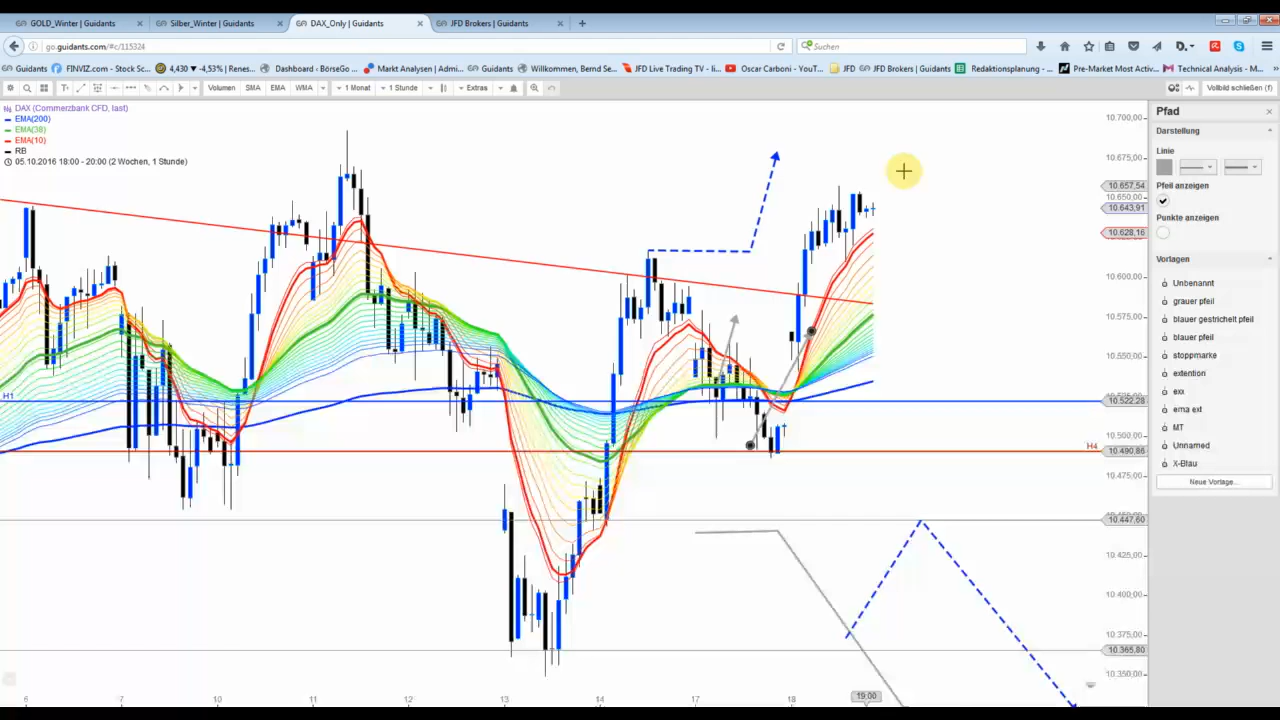 GOLD_Winter | Guidants
Silber_Winter | Guidants
DAX_Only | Guidants
JFD Brokers | Guidants
go.guidants.com/#c/115324
Suchen
Guidants
FINVIZ.com - Stock Sc...
4,430 ▾ -4,53% | Renes...
Dashboard ‹ BörseGo ...
Markt Analysen | Admi...
Guidants
Willkommen, Bernd Se...
JFD Live Trading TV - li...
Oscar Carboni - YouT...
JFD
JFD Brokers | Guidants
Redaktionsplanung - ...
Pre-Market Most Activ...
Technical Analysis - M...
Volumen
SMA
EMA
WMA
1 Monat
1 Stunde
Extras
Vollbild schließen (f)
DAX (Commerzbank CFD, last)
EMA(200)
EMA(38)
EMA(10)
RB
05.10.2016 18:00 - 20:00 (2 Wochen, 1 Stunde)
Pfad
Darstellung
Linie
Pfeil anzeigen
Punkte anzeigen
Vorlagen
Unbenannt
grauer pfeil
blauer gestrichelt pfeil
blauer pfeil
stoppmarke
extention
exx
ema ext
MT
Unnamed
X-Blau
Neue Vorlage...
10.700,00
10.675,00
10.657,54
10.650,00
10.643,91
10.628,16
10.600,00
10.575,00
10.550,00
10.522,28
10.500,00
10.490,86
10.475,00
10.447,60
10.425,00
10.400,00
10.375,00
10.365,80
10.350,00
H1
H4
6
7
10
11
12
13
14
17
18
19:00